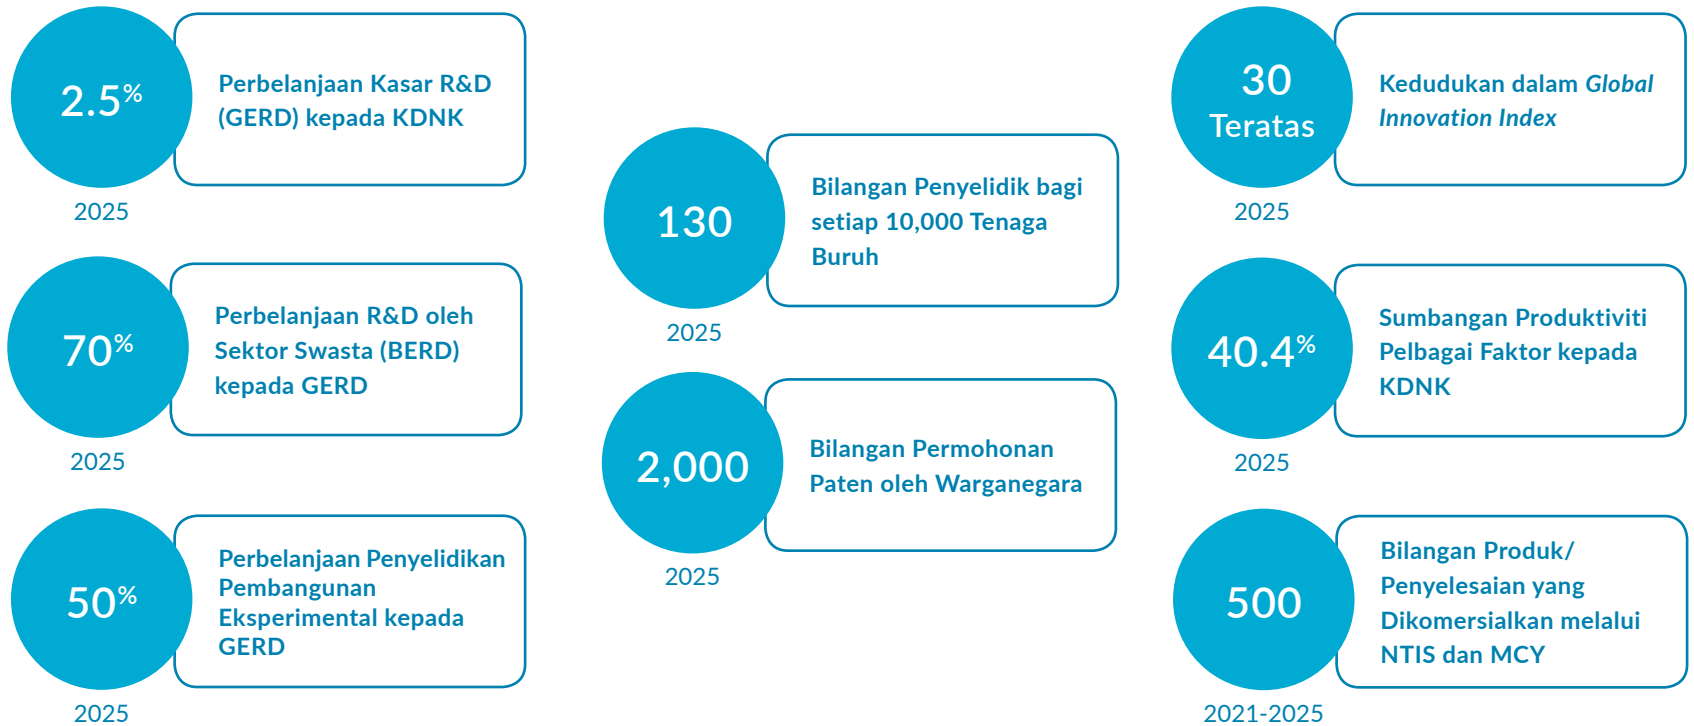 2.5%
Perbelanjaan Kasar R&D
(GERD) kepada KDNK
2025
70%
Perbelanjaan R&D oleh
Sektor Swasta (BERD)
kepada GERD
2025
50%
Perbelanjaan Penyelidikan
Pembangunan
Eksperimental kepada
GERD
2025
130
Bilangan Penyelidik bagi
setiap 10,000 Tenaga
Buruh
2025
2,000
Bilangan Permohonan
Paten oleh Warganegara
2025
30
Teratas
Kedudukan dalam Global
Innovation Index
2025
40.4%
Sumbangan Produktiviti
Pelbagai Faktor kepada
KDNK
2025
500
Bilangan Produk/
Penyelesaian yang
Dikomersialkan melalui
NTIS dan MCY
2021-2025